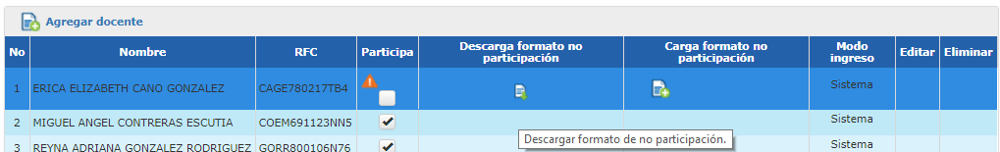 Agregar docente
No Nombre RFC Participa Descarga formato no participación Carga formato no participación Modo ingreso Editar Eliminar
1 ERICA ELIZABETH CANO GONZALEZ CAGE780217TB4 Sistema
2 MIGUEL ANGEL CONTRERAS ESCUTIA COEM691123NN5 Sistema
Descargar formato de no participación.
3 REYNA ADRIANA GONZALEZ RODRIGUEZ GORR800106N76 Sistema